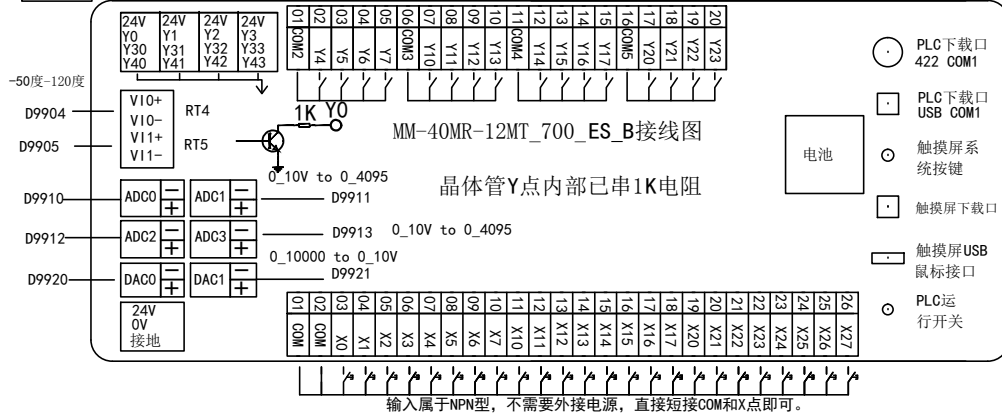 24V 24V 24V 24V
Y0 Y1 Y2 Y3
Y30 Y31 Y32 Y33
Y40 Y41 Y42 Y43
01 02 03 05 06 07 08 09 10 11 12 13 14 15 16 17 18 19 20
COM2 Y4 Y5 Y6 Y7 COM3 Y10 Y11 Y12 Y13 COM4 Y14 Y15 Y16 Y17 COM5 Y20 Y21 Y22 Y23
PLC下载口
422 COM1
-50度-120度
D9904
VI0+
VI0-
RT4
D9905
VI1+
VI1-
RT5
1K Y0
MM-40MR-12MT_700_ES_B接线图
晶体管Y点内部已串1K电阻
电池
PLC下载口
USB COM1
触摸屏系
统按键
触摸屏下载口
触摸屏USB
鼠标接口
PLC运
行开关
0_10V to 0_4095
D9910
ADC0 − +
ADC1 − +
D9911
D9912
ADC2 − +
ADC3 − +
D9913
0_10V to 0_4095
0_10000 to 0_10V
D9920
DAC0 − +
DAC1 − +
D9921
24V
0V
接地
01 02 03 04 05 06 07 08 09 10 11 12 13 14 15 16 17 18 19 20 21 22 23 24 25 26
COM COM X0 X1 X2 X3 X4 X5 X6 X7 X10 X11 X12 X13 X14 X15 X16 X17 X20 X21 X22 X23 X24 X25 X26 X27
输入属于NPN型，不需要外接电源，直接短接COM和X点即可。